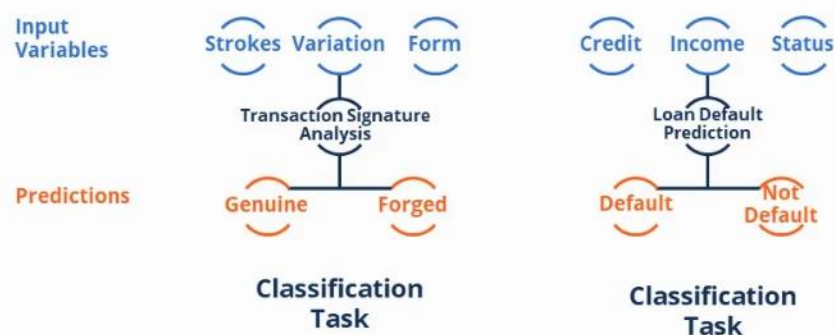 Input
Variables
Strokes Variation Form
Credit Income Status
Transaction Signature
Analysis
Loan Default
Prediction
Predictions
Genuine Forged
Default Not
Default
Classification
Task
Classification
Task